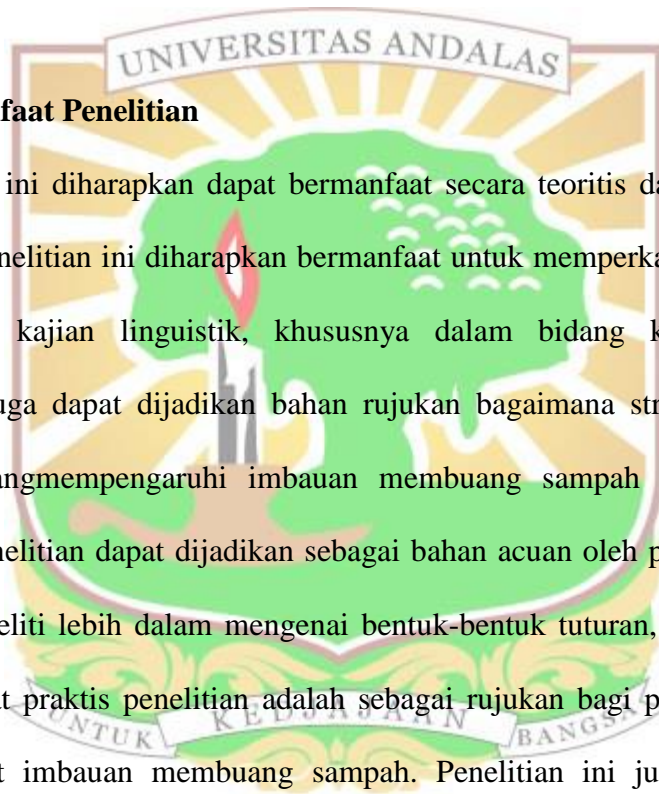 UNIVERSITAS ANDALAS
faat Penelitian
ini diharapkan dapat bermanfaat secara teoritis da
nelitian ini diharapkan bermanfaat untuk memperka
kajian linguistik, khususnya dalam bidang k
uga dapat dijadikan bahan rujukan bagaimana str
angmempengaruhi imbauan membuang sampah
nelitian dapat dijadikan sebagai bahan acuan oleh p
eliti lebih dalam mengenai bentuk-bentuk tuturan,
at praktis penelitian adalah sebagai rujukan bagi p
UNTUK KEDJAJAAN BANGSA
t imbauan membuang sampah. Penelitian ini ju